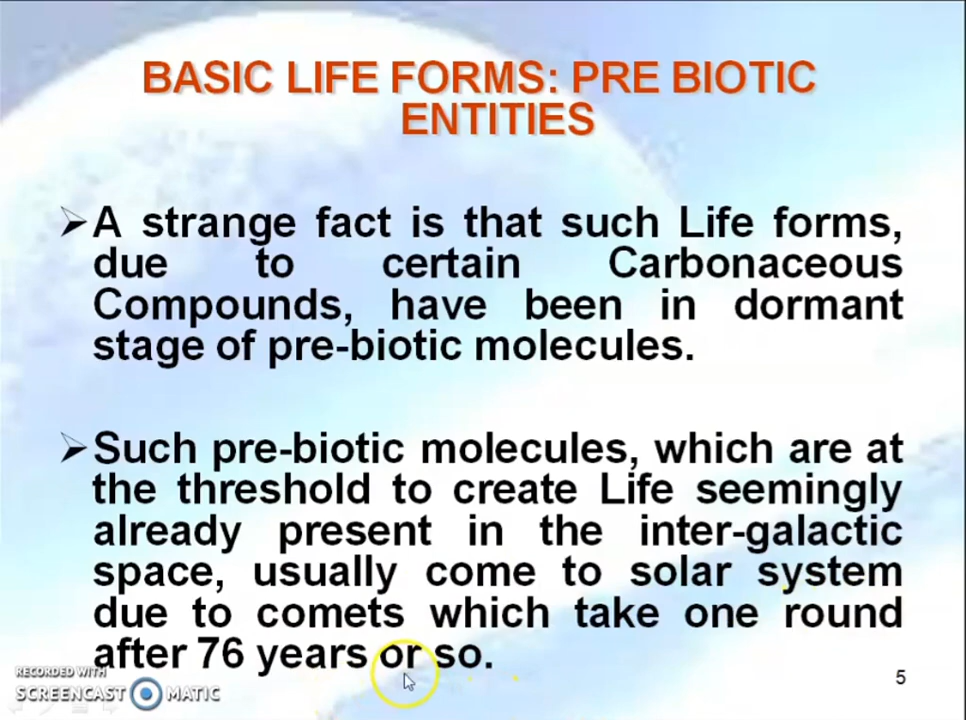 BASIC LIFE FORMS: PRE BIOTIC
ENTITIES
A strange fact is that such Life forms,
due to certain Carbonaceous
Compounds, have been in dormant
stage of pre-biotic molecules.
Such pre-biotic molecules, which are at
the threshold to create Life seemingly
already present in the inter-galactic
space, usually come to solar system
due to comets which take one round
after 76 years or so.
RECORDED WITH
SCREENCAST MATIC
5